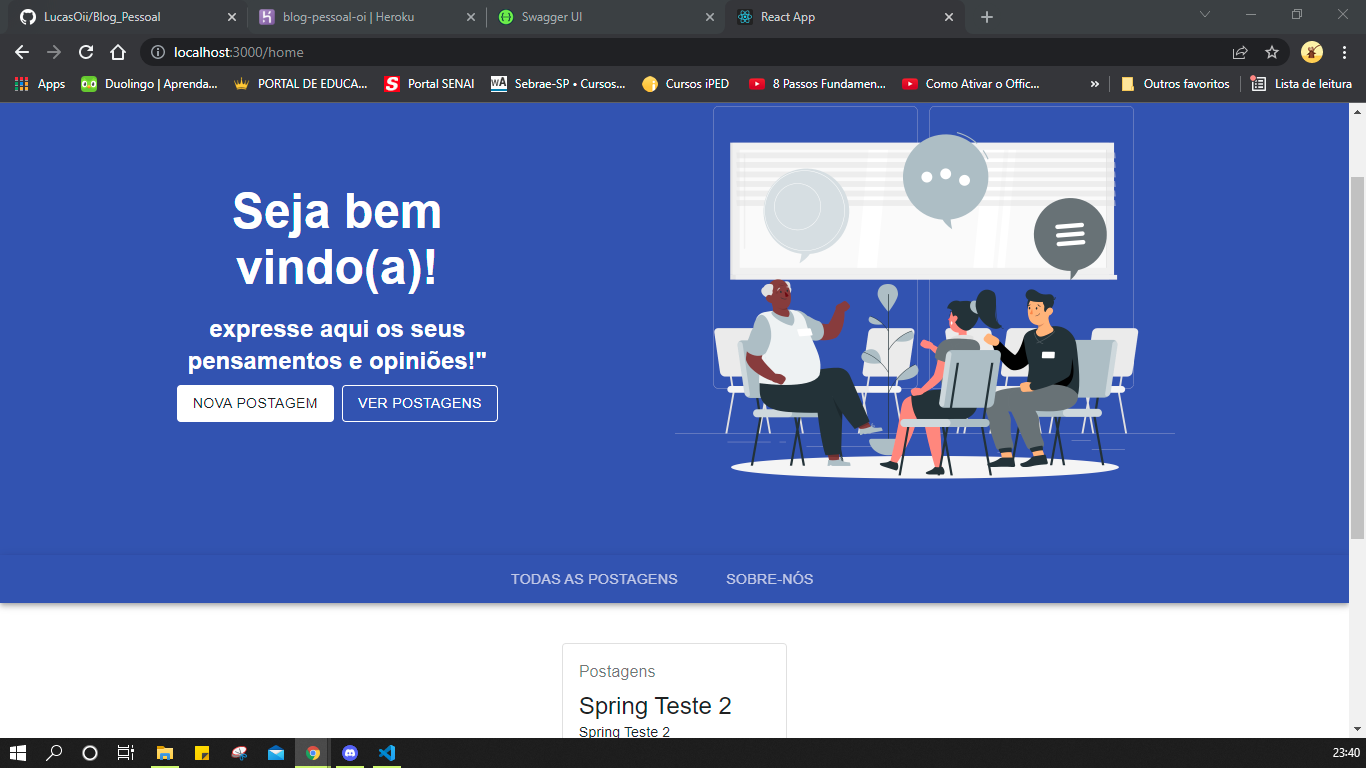 LucasOii/Blog_Pessoal
blog-pessoal-oi | Heroku
Swagger UI
React App
localhost:3000/home
Apps
Duolingo | Aprenda...
PORTAL DE EDUCA...
S
Portal SENAI
WA
Sebrae-SP • Cursos...
Cursos iPED
8 Passos Fundamen...
Como Ativar o Offic...
»
Outros favoritos
Lista de leitura
Seja bem
vindo(a)!
expresse aqui os seus
pensamentos e opiniões!"
NOVA POSTAGEM
VER POSTAGENS
TODAS AS POSTAGENS
SOBRE-NÓS
Postagens
Spring Teste 2
Spring Teste 2
23:40